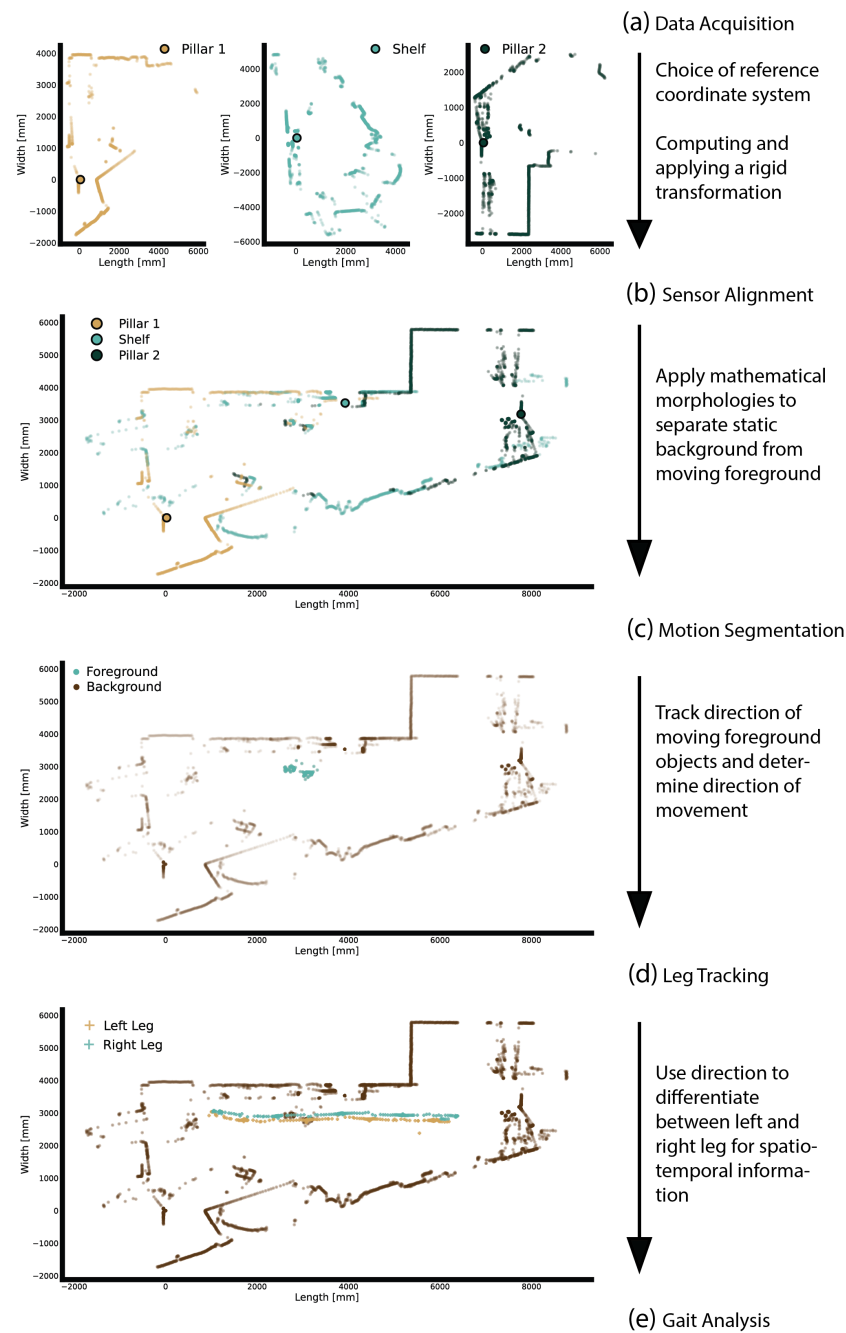 (a) Data Acquisition
Pillar 1
Shelf
Pillar 2
4000
3000
2000
1000
0
−1000
−2000
Width [mm]
0
2000
4000
6000
Length [mm]
4000
2000
0
−2000
−4000
−6000
Width [mm]
0
2000
4000
Length [mm]
2000
1000
0
−1000
−2000
Width [mm]
0
2000
4000
6000
Length [mm]
Choice of reference
coordinate system
Computing and
applying a rigid
transformation
(b) Sensor Alignment
Pillar 1
Shelf
Pillar 2
6000
5000
4000
3000
2000
1000
0
−1000
−2000
Width [mm]
−2000
0
2000
4000
6000
8000
Length [mm]
Apply mathematical
morphologies to
separate static
background from
moving foreground
(c) Motion Segmentation
Foreground
Background
6000
5000
4000
3000
2000
1000
0
−1000
−2000
Width [mm]
−2000
0
2000
4000
6000
8000
Length [mm]
Track direction of
moving foreground
objects and deter-
mine direction of
movement
(d) Leg Tracking
Left Leg
Right Leg
6000
5000
4000
3000
2000
1000
0
−1000
−2000
Width [mm]
−2000
0
2000
4000
6000
8000
Length [mm]
Use direction to
differentiate
between left and
right leg for spatio-
temporal informa-
tion
(e) Gait Analysis